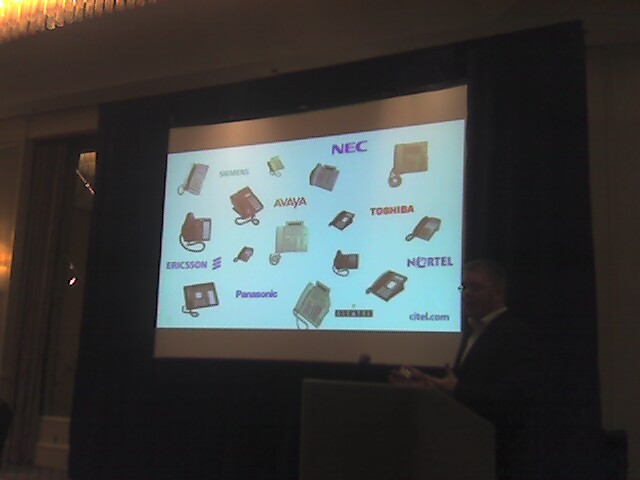 NEC
SIEMENS
AVAYA
TOSHIBA
ERICSSON
NORTEL
Panasonic
citel.com